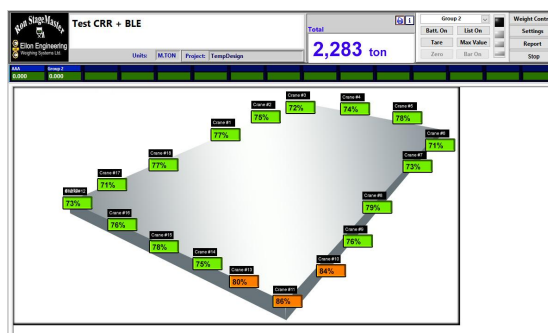 Ron StageMaster
Eilon Engineering
Weighing Systems Ltd.
Test CRR + BLE
Units: M.TON Project: TempDesign
Total
2,283 ton
Group 2
Batt. On List On
Tare Max Value
Zero Bar On
Weight Contr
Settings
Report
Stop
AAA Group 2
0.000 0.000
Crane #3
72%
Crane #4
74%
Crane #2
75%
Crane #5
78%
Crane #1
77%
Crane #6
71%
Crane #18
77%
Crane #7
73%
Crane #17
71%
73%
Crane #8
79%
Crane #16
76%
Crane #9
76%
Crane #15
78%
Crane #14
75%
Crane #10
84%
Crane #13
80%
Crane #11
86%